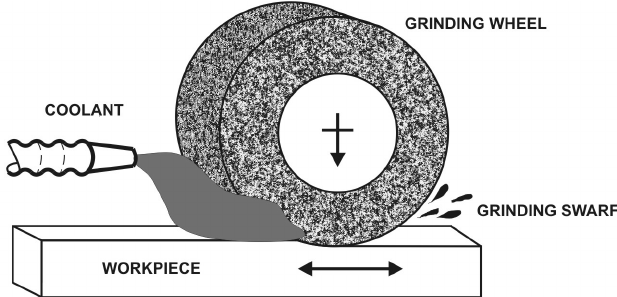 GRINDING WHEEL
COOLANT
GRINDING SWARF
WORKPIECE